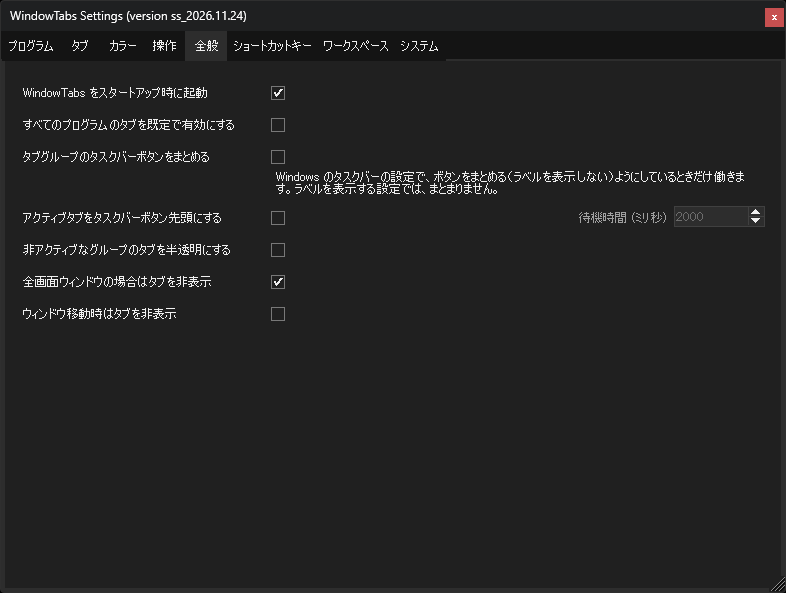 WindowTabs Settings (version ss_2026.11.24)
x
プログラム タブ カラー 操作 全般 ショートカットキー ワークスペース システム
WindowTabs をスタートアップ時に起動
すべてのプログラムのタブを既定で有効にする
タブグループのタスクバーボタンをまとめる
Windows のタスクバーの設定で、ボタンをまとめる(ラベルを表示しない)ようにしているときだけ働きま
す。ラベルを表示する設定では、まとまりません。
アクティブタブをタスクバーボタン先頭にする 待機時間 (ミリ秒) 2000
非アクティブなグループのタブを半透明にする
全画面ウィンドウの場合はタブを非表示
ウィンドウ移動時はタブを非表示